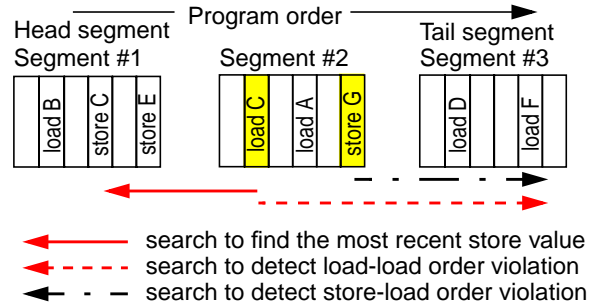 Program order
Head segment
Segment #1
Segment #2
Tail segment
Segment #3
load B
store C
store E
load C
load A
store G
load D
load F
search to find the most recent store value
search to detect load-load order violation
search to detect store-load order violation